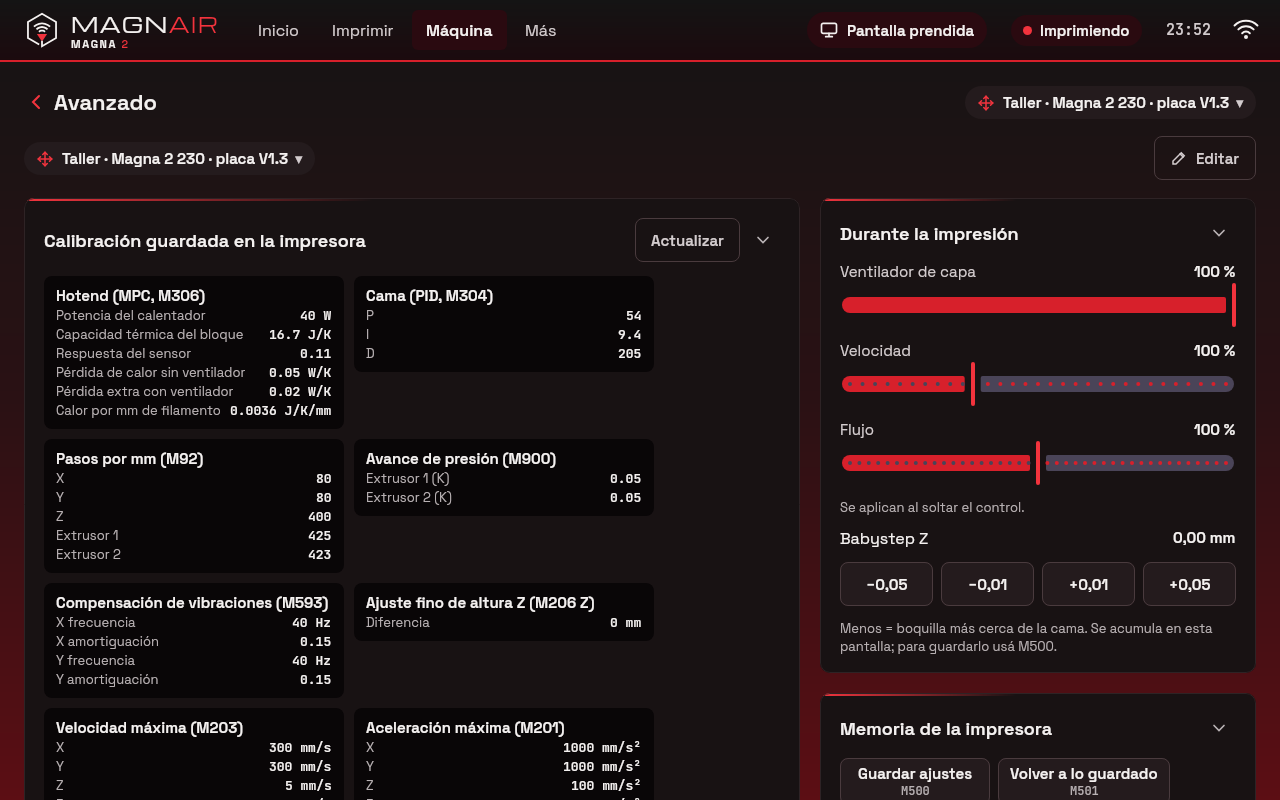 MAGNAIR
MAGNA 2
Inicio
Imprimir
Máquina
Más
Pantalla prendida
Imprimiendo
23:52
Avanzado
Taller · Magna 2 230 · placa V1.3 ▾
Taller · Magna 2 230 · placa V1.3 ▾
Editar
Calibración guardada en la impresora
Actualizar
Hotend (MPC, M306)
Potencia del calentador 40 W
Capacidad térmica del bloque 16.7 J/K
Respuesta del sensor 0.11
Pérdida de calor sin ventilador 0.05 W/K
Pérdida extra con ventilador 0.02 W/K
Calor por mm de filamento 0.0036 J/K/mm
Cama (PID, M304)
P 54
I 9.4
D 205
Pasos por mm (M92)
X 80
Y 80
Z 400
Extrusor 1 425
Extrusor 2 423
Avance de presión (M900)
Extrusor 1 (K) 0.05
Extrusor 2 (K) 0.05
Compensación de vibraciones (M593)
X frecuencia 40 Hz
X amortiguación 0.15
Y frecuencia 40 Hz
Y amortiguación 0.15
Ajuste fino de altura Z (M206 Z)
Diferencia 0 mm
Velocidad máxima (M203)
X 300 mm/s
Y 300 mm/s
Z 5 mm/s
Aceleración máxima (M201)
X 1000 mm/s²
Y 1000 mm/s²
Z 100 mm/s²
Durante la impresión
Ventilador de capa 100 %
Velocidad 100 %
Flujo 100 %
Se aplican al soltar el control.
Babystep Z 0,00 mm
−0,05
−0,01
+0,01
+0,05
Menos = boquilla más cerca de la cama. Se acumula en esta
pantalla; para guardarlo usá M500.
Memoria de la impresora
Guardar ajustes
M500
Volver a lo guardado
M501